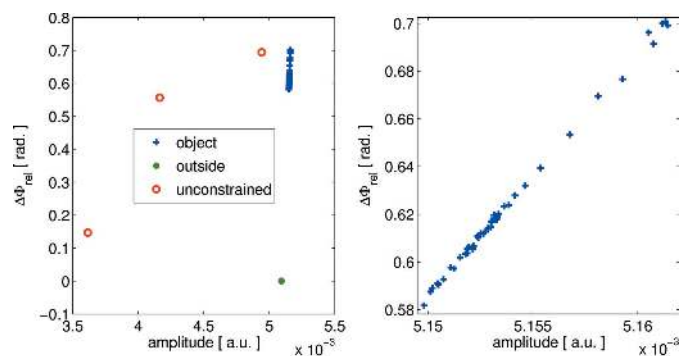 0.8
0.7
0.6
0.5
0.4
0.3
0.2
0.1
0
-0.1
ΔΦrel [ rad. ]
object
outside
unconstrained
3.5 4 4.5 5 5.5
amplitude [ a.u. ]
x 10⁻³
0.7
0.68
0.66
0.64
0.62
0.6
0.58
ΔΦrel [ rad. ]
5.15 5.155 5.16
amplitude [ a.u. ]
x 10⁻³